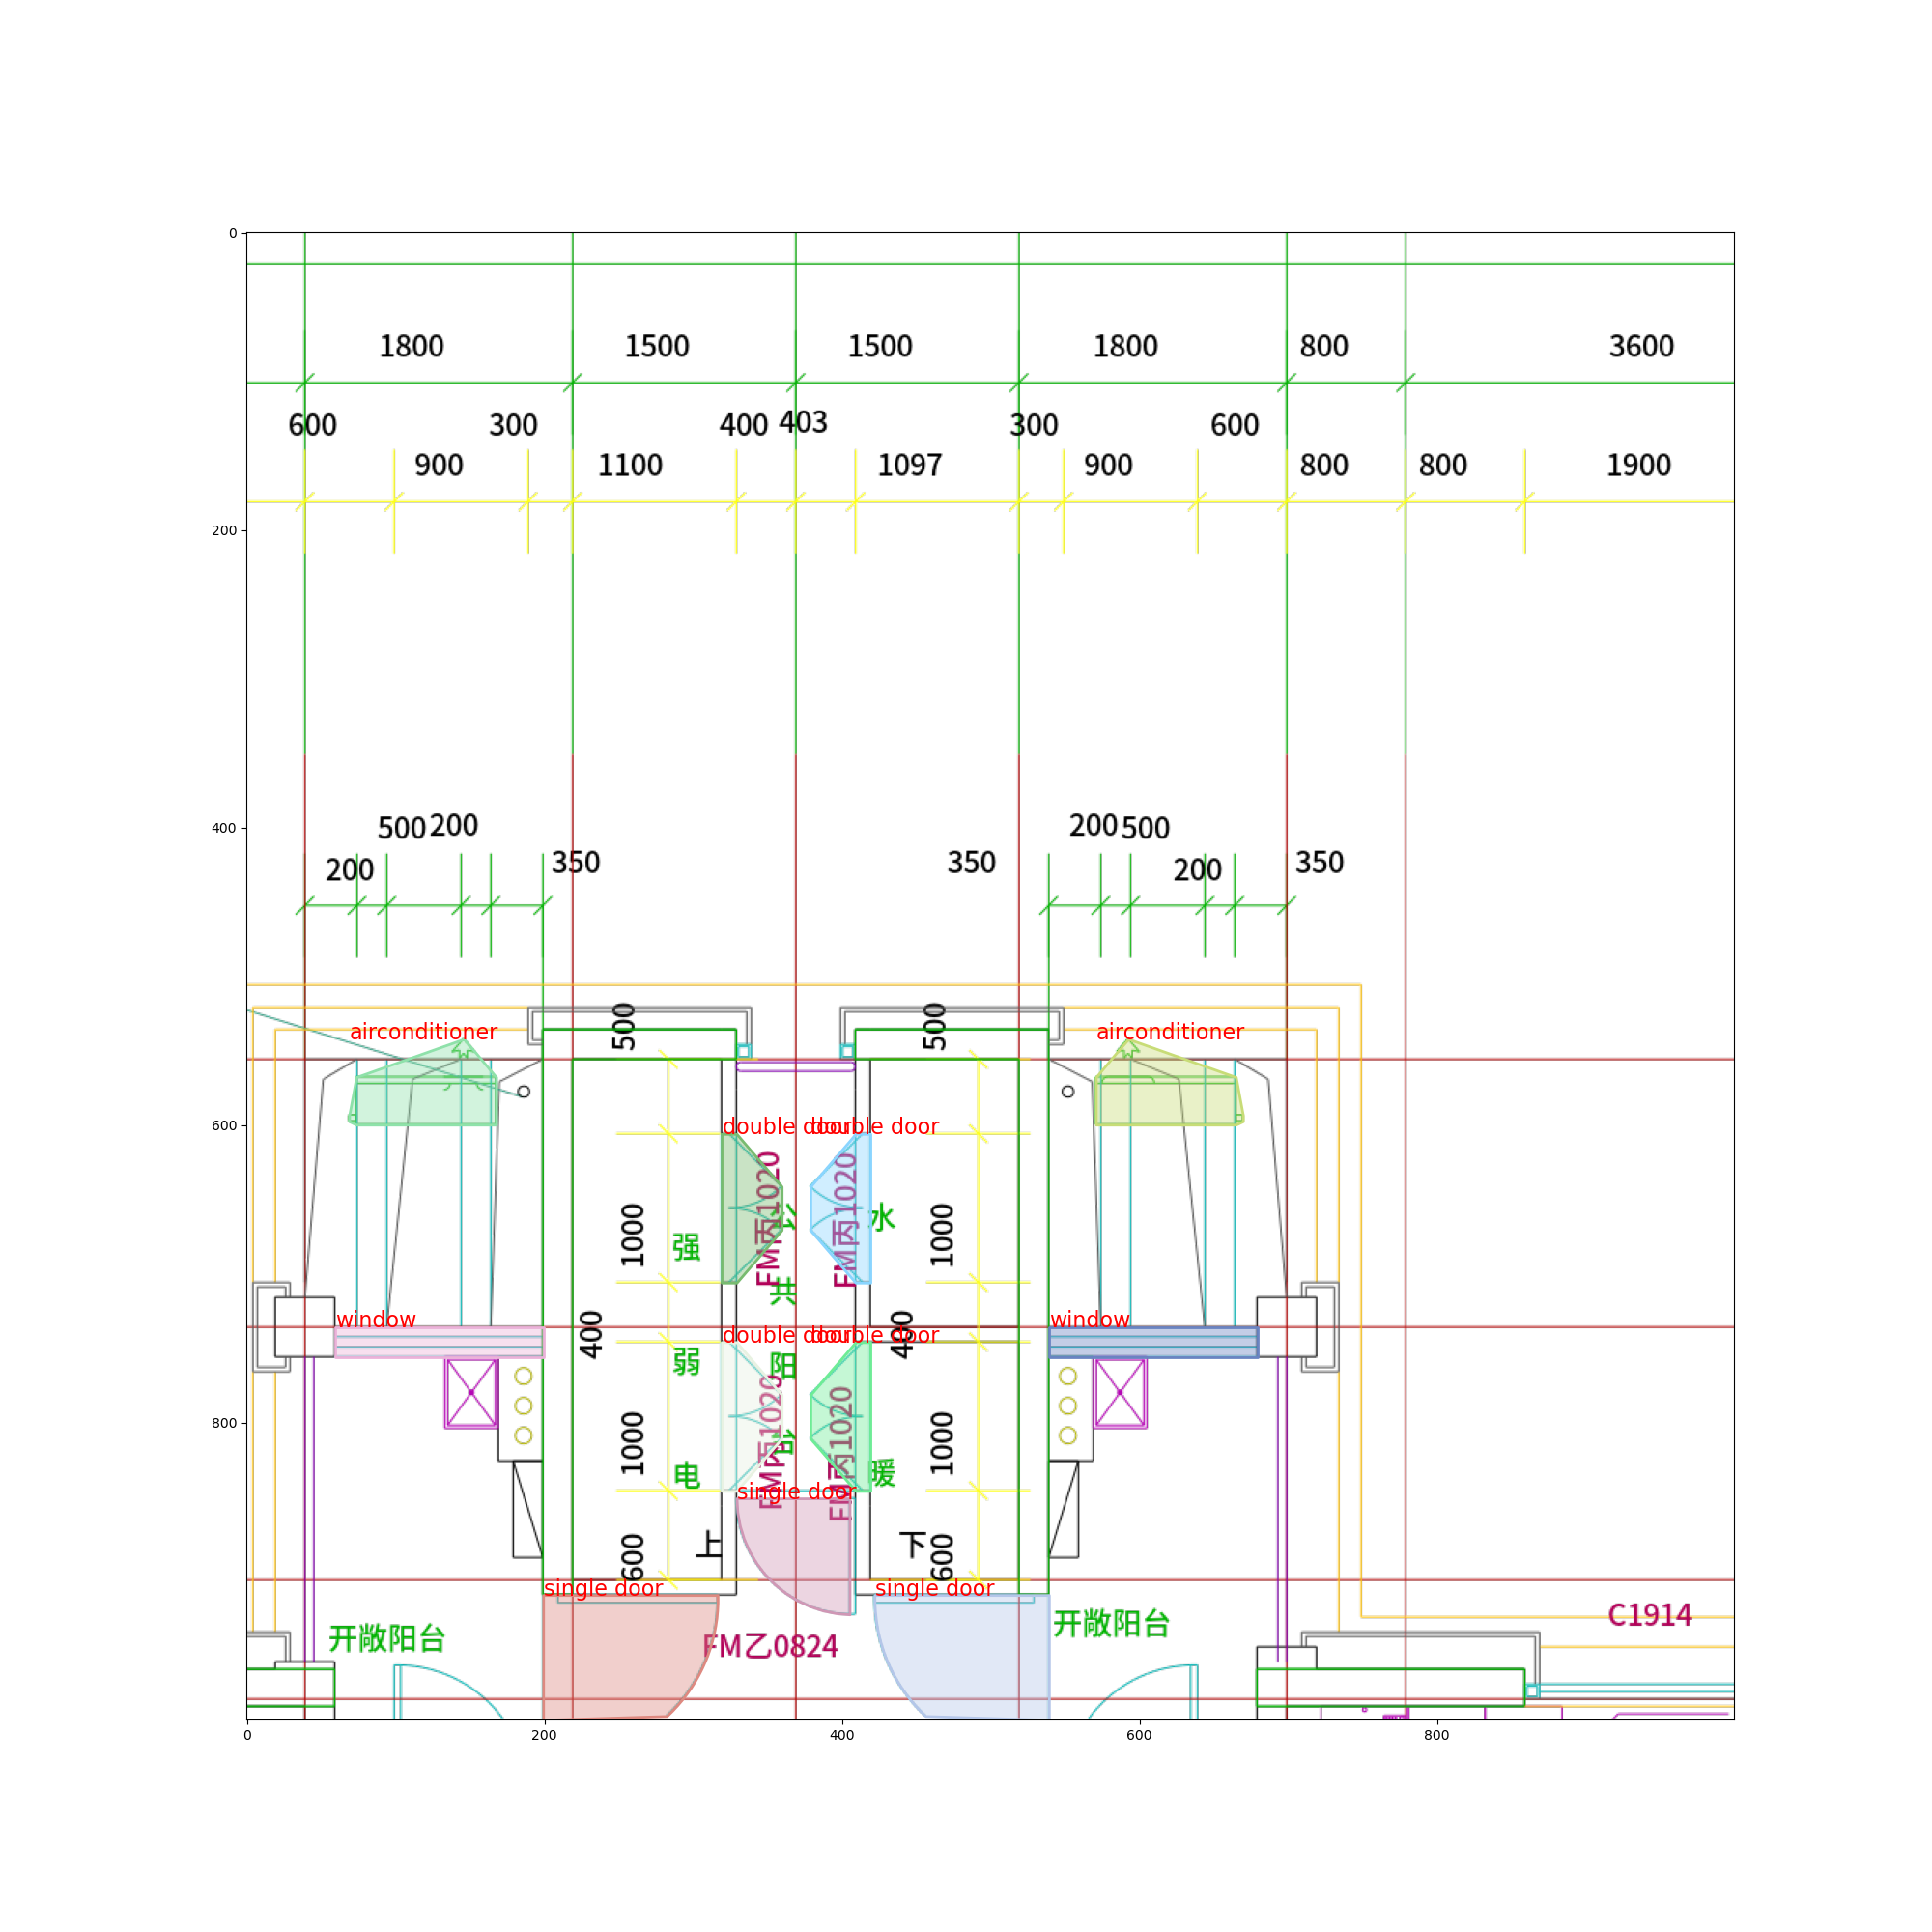 0
1800 1500 1500 1800 800 3600
600 300 400 403 300 600
900 1100 1097 900 800 800 1900
200
400
500 200 200 500
200 350 350 200 350
500 500
airconditioner airconditioner
600
double door double door
FM丙1020 FM丙1020
1000 强 公 水 1000
共
window 400 400 window
double door double door
弱 阳
FM丙1020 FM丙1020
800
1000 电 台 暖 1000
single door
600 上 下 600
single door single door
开敞阳台 FM乙0824 开敞阳台 C1914
0 200 400 600 800